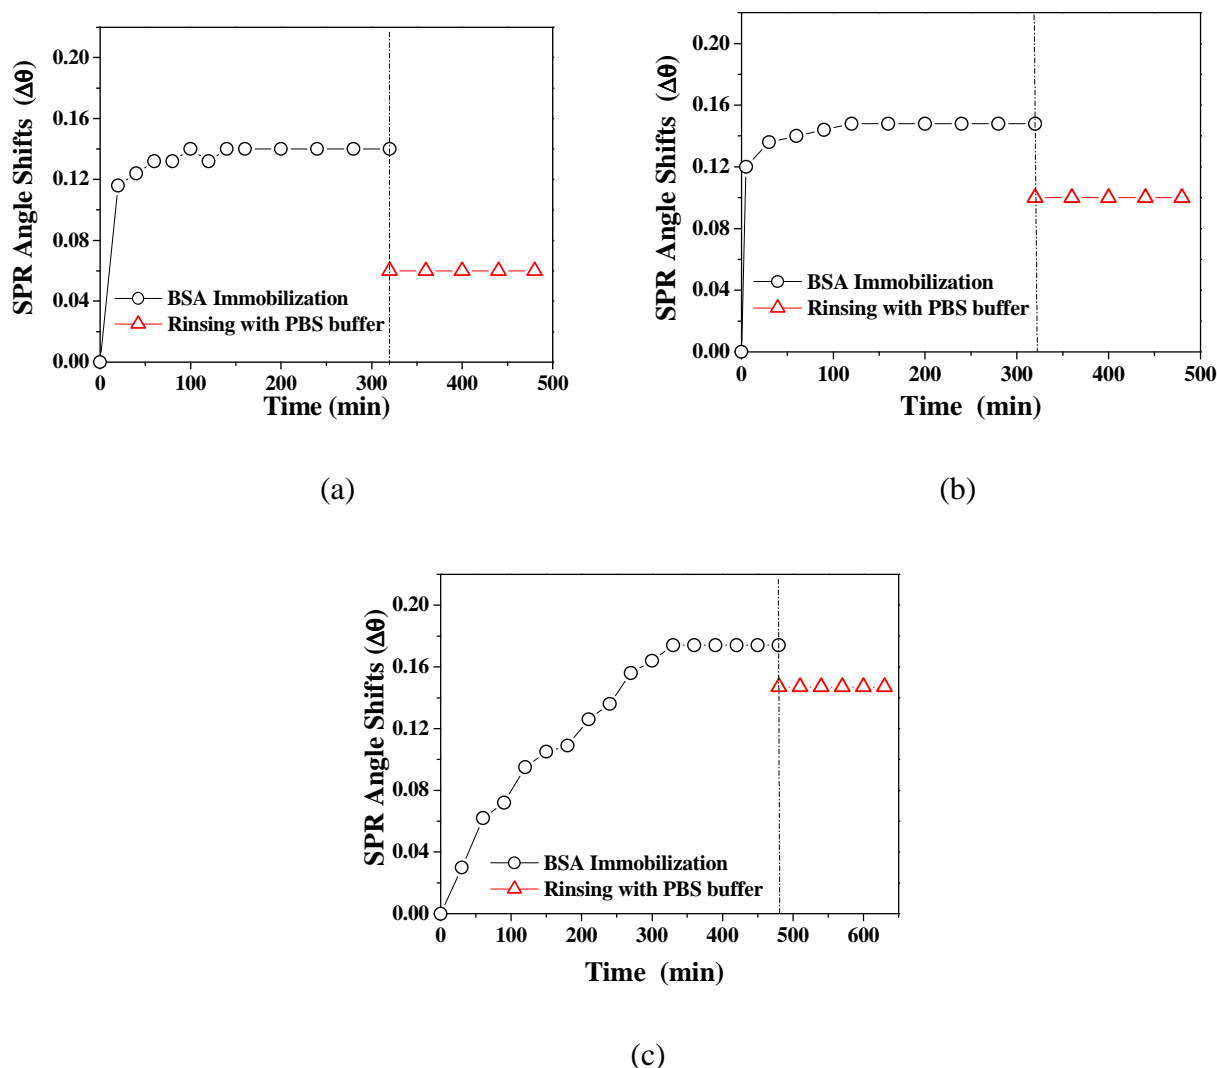 SPR Angle Shifts (Δθ)
0.20
0.16
0.12
0.08
0.04
0.00
BSA Immobilization
Rinsing with PBS buffer
0 100 200 300 400 500
Time (min)
(a)
SPR Angle Shifts (Δθ)
0.20
0.16
0.12
0.08
0.04
0.00
BSA Immobilization
Rinsing with PBS buffer
0 100 200 300 400 500
Time (min)
(b)
SPR Angle Shifts (Δθ)
0.20
0.16
0.12
0.08
0.04
0.00
BSA Immobilization
Rinsing with PBS buffer
0 100 200 300 400 500 600
Time (min)
(c)